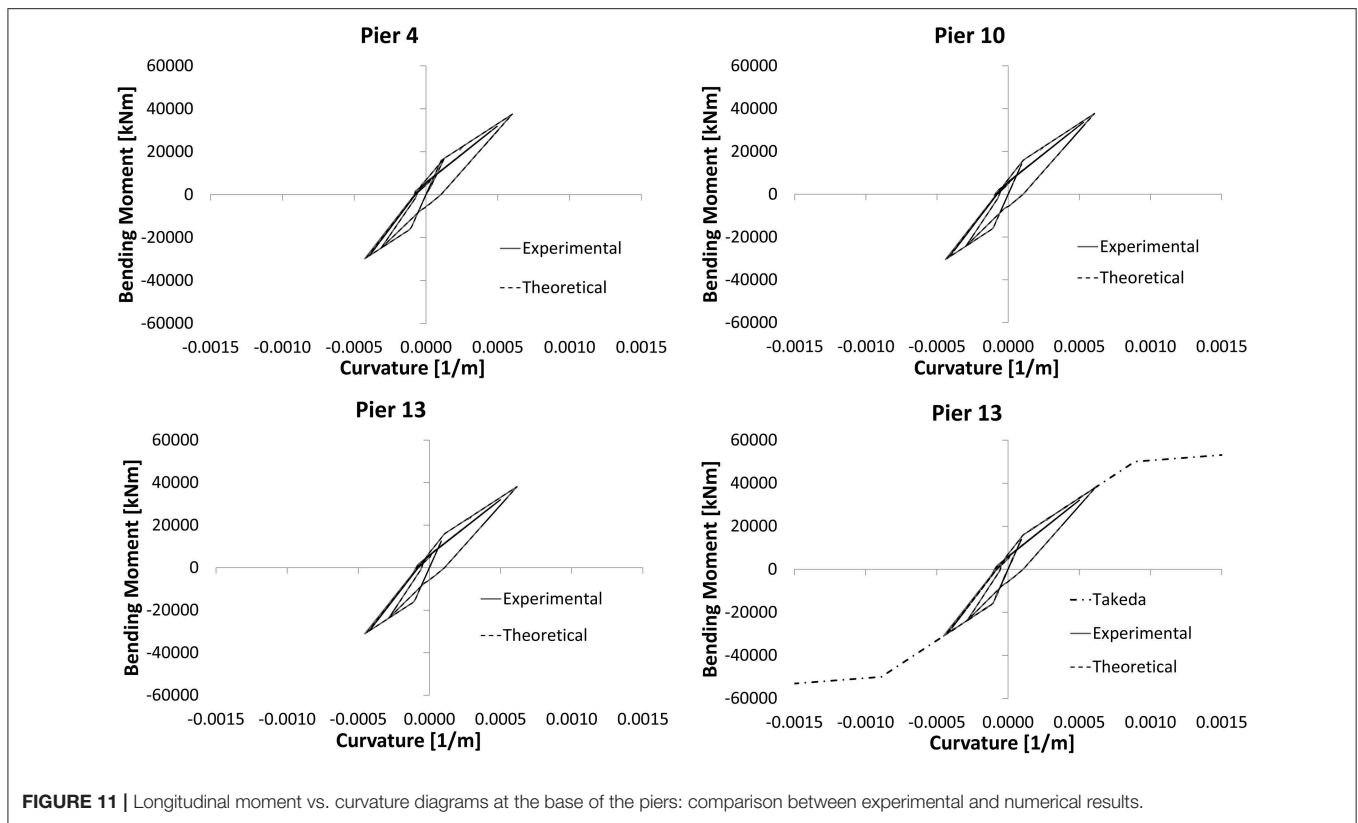 Pier 4
60000
40000
20000
0
-20000
-40000
-60000
Bending Moment [kNm]
Experimental
Theoretical
-0.0015 -0.0010 -0.0005 0.0000 0.0005 0.0010 0.0015
Curvature [1/m]
Pier 10
60000
40000
20000
0
-20000
-40000
-60000
Bending Moment [kNm]
Experimental
Theoretical
-0.0015 -0.0010 -0.0005 0.0000 0.0005 0.0010 0.0015
Curvature [1/m]
Pier 13
60000
40000
20000
0
-20000
-40000
-60000
Bending Moment [kNm]
Experimental
Theoretical
-0.0015 -0.0010 -0.0005 0.0000 0.0005 0.0010 0.0015
Curvature [1/m]
Pier 13
60000
40000
20000
0
-20000
-40000
-60000
Bending Moment [kNm]
Takeda
Experimental
Theoretical
-0.0015 -0.0010 -0.0005 0.0000 0.0005 0.0010 0.0015
Curvature [1/m]
FIGURE 11 | Longitudinal moment vs. curvature diagrams at the base of the piers: comparison between experimental and numerical results.